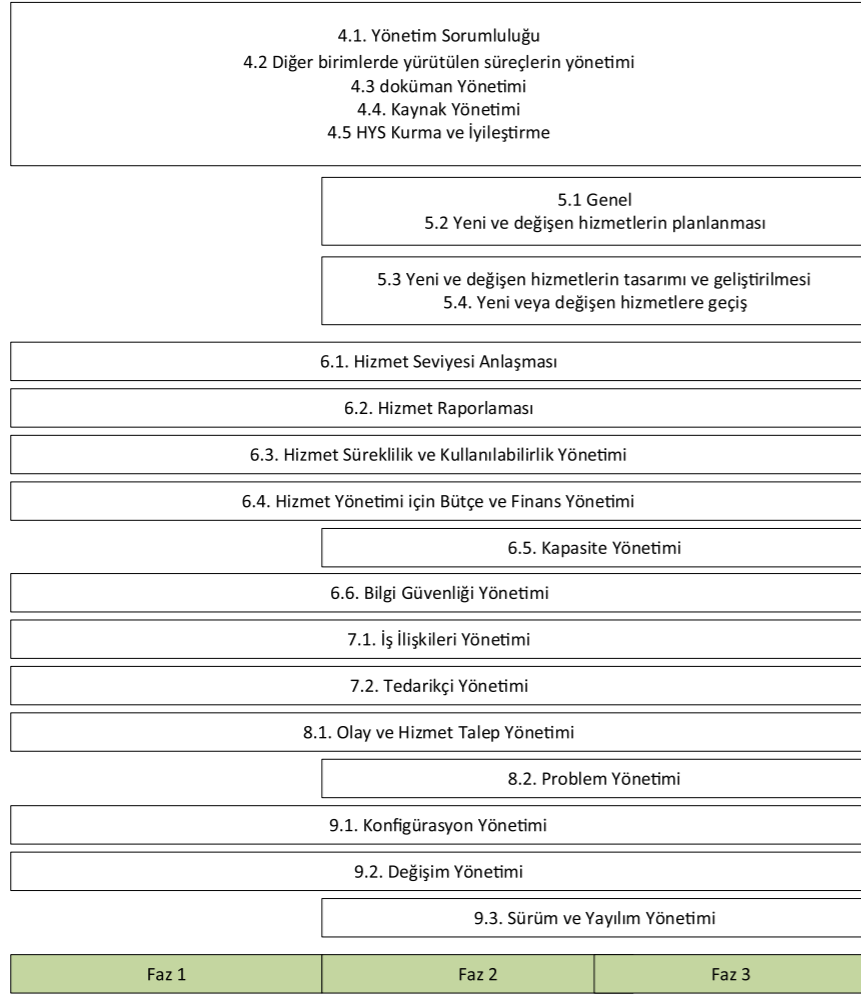 4.1. Yönetim Sorumluluğu
4.2 Diğer birimlerde yürütülen süreçlerin yönetimi
4.3 doküman Yönetimi
4.4. Kaynak Yönetimi
4.5 HYS Kurma ve İyileştirme
5.1 Genel
5.2 Yeni ve değişen hizmetlerin planlanması
5.3 Yeni ve değişen hizmetlerin tasarımı ve geliştirilmesi
5.4. Yeni veya değişen hizmetlere geçiş
6.1. Hizmet Seviyesi Anlaşması
6.2. Hizmet Raporlaması
6.3. Hizmet Süreklilik ve Kullanılabilirlik Yönetimi
6.4. Hizmet Yönetimi için Bütçe ve Finans Yönetimi
6.5. Kapasite Yönetimi
6.6. Bilgi Güvenliği Yönetimi
7.1. İş İlişkileri Yönetimi
7.2. Tedarikçi Yönetimi
8.1. Olay ve Hizmet Talep Yönetimi
8.2. Problem Yönetimi
9.1. Konfigürasyon Yönetimi
9.2. Değişim Yönetimi
9.3. Sürüm ve Yayılım Yönetimi
Faz 1 Faz 2 Faz 3